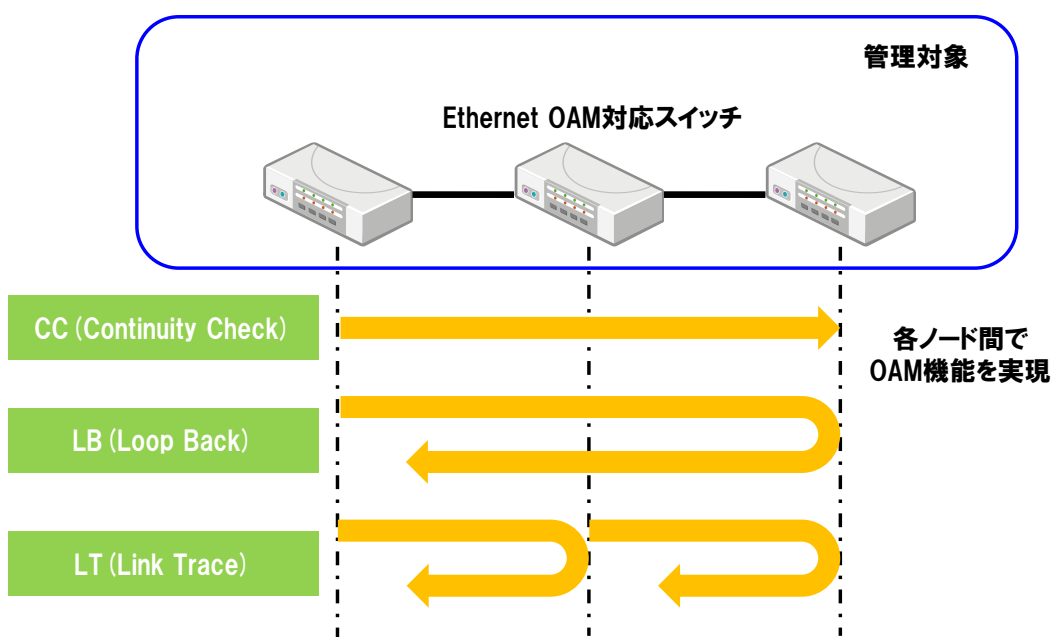 管理対象
Ethernet OAM対応スイッチ
CC(Continuity Check)
各ノード間で
OAM機能を実現
LB(Loop Back)
LT(Link Trace)